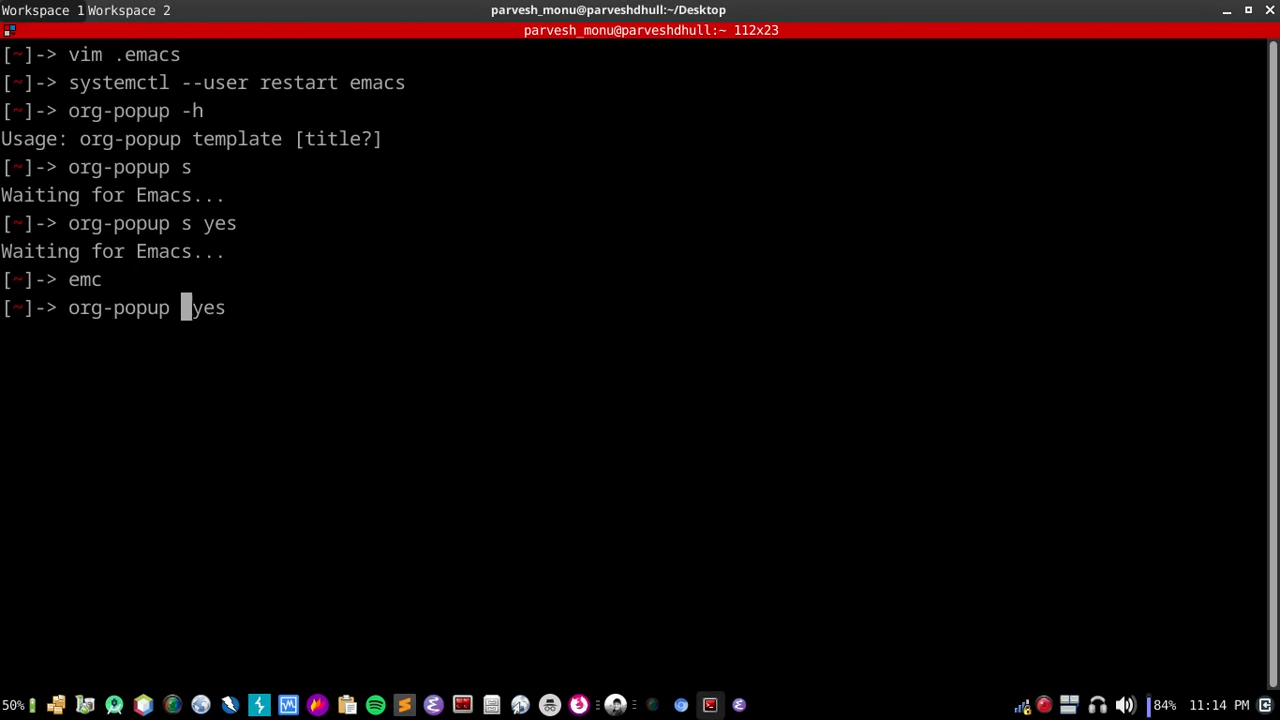 Workspace 1 Workspace 2 parvesh_monu@parveshdhull:~/Desktop
parvesh_monu@parveshdhull:~ 112x23
[~]-> vim .emacs
[~]-> systemctl --user restart emacs
[~]-> org-popup -h
Usage: org-popup template [title?]
[~]-> org-popup s
Waiting for Emacs...
[~]-> org-popup s yes
Waiting for Emacs...
[~]-> emc
[~]-> org-popup yes
50% 84% 11:14 PM